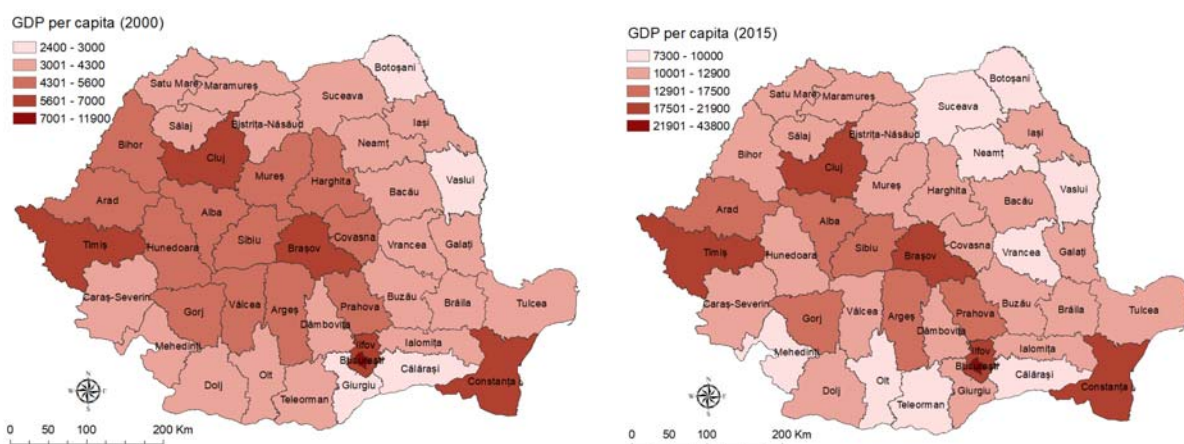 GDP per capita (2000)
2400 - 3000
3001 - 4300
4301 - 5600
5601 - 7000
7001 - 11900
Botoșani
Satu Mare
Maramureș
Suceava
Sălaj
Bistrița-Năsăud
Iași
Bihor
Cluj
Neamț
Mureș
Harghita
Vaslui
Bacău
Arad
Alba
Timiș
Hunedoara
Sibiu
Brașov
Covasna
Vrancea
Galați
Caraș-Severin
Gorj
Vâlcea
Argeș
Prahova
Buzău
Brăila
Tulcea
Dâmbovița
Mehedinți
Ilfov
Ialomița
București
Călărași
Constanța
Dolj
Olt
Giurgiu
Teleorman
N
W
E
S
0 50 100 200 Km
GDP per capita (2015)
7300 - 10000
10001 - 12900
12901 - 17500
17501 - 21900
21901 - 43800
Botoșani
Satu Mare
Maramureș
Suceava
Sălaj
Bistrița-Năsăud
Iași
Bihor
Cluj
Neamț
Mureș
Harghita
Vaslui
Bacău
Arad
Alba
Timiș
Hunedoara
Sibiu
Brașov
Covasna
Vrancea
Galați
Caraș-Severin
Gorj
Vâlcea
Argeș
Prahova
Buzău
Brăila
Tulcea
Dâmbovița
Mehedinți
Ilfov
Ialomița
București
Călărași
Constanța
Dolj
Olt
Giurgiu
Teleorman
N
W
E
S
0 50 100 200 Km